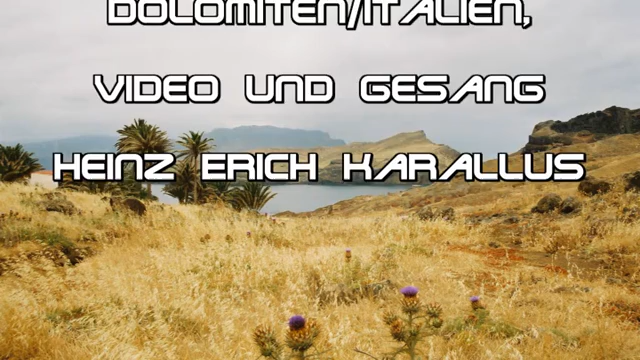 DOLOMITEN/ITALIEN,
VIDEO UND GESANG
HEINZ ERICH KARALLUS